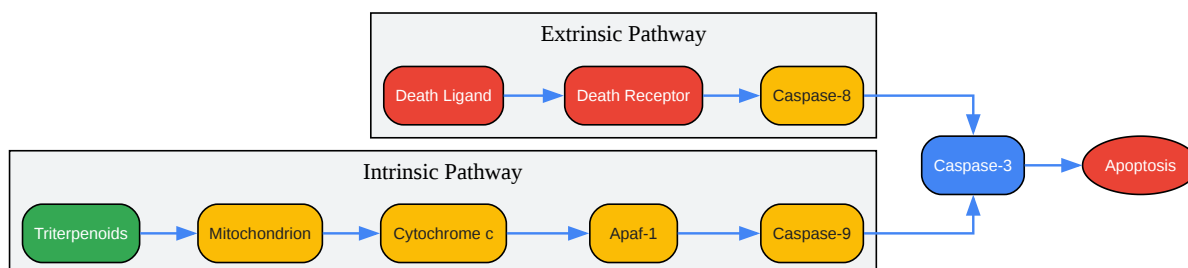 Extrinsic Pathway
Death Ligand
Death Receptor
Caspase-8
Intrinsic Pathway
Triterpenoids
Mitochondrion
Cytochrome c
Apaf-1
Caspase-9
Caspase-3
Apoptosis